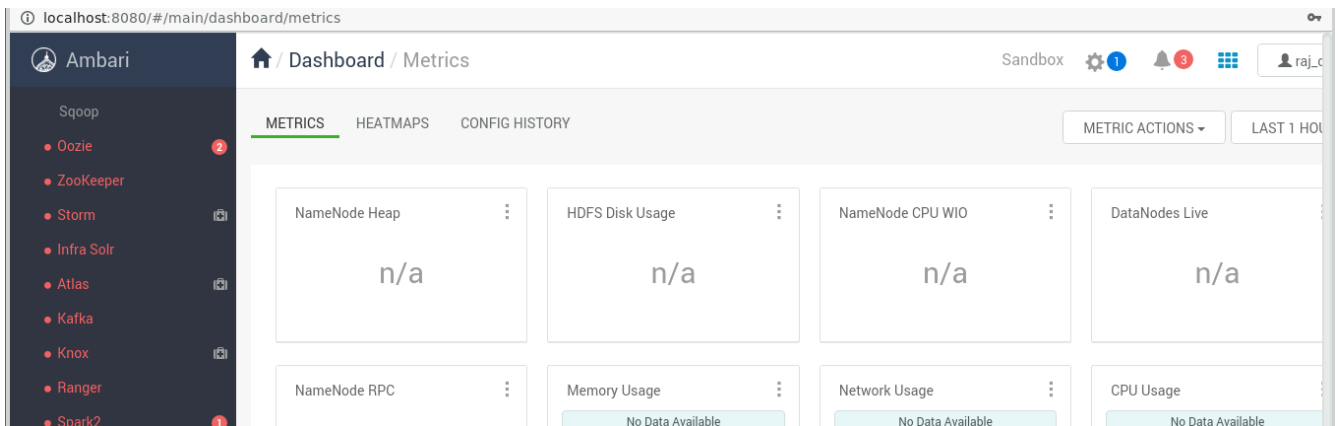 localhost:8080/#/main/dashboard/metrics
Ambari
/ Dashboard / Metrics
Sandbox
1
3
Sqoop
Oozie 2
ZooKeeper
Storm
Infra Solr
Atlas
Kafka
Knox
Ranger
Spark2
METRICS HEATMAPS CONFIG HISTORY
METRIC ACTIONS
LAST 1
NameNode Heap
n/a
HDFS Disk Usage
n/a
NameNode CPU WIO
n/a
DataNodes Live
n/a
NameNode RPC
Memory Usage
No Data Available
Network Usage
No Data Available
CPU Usage
No Data Available